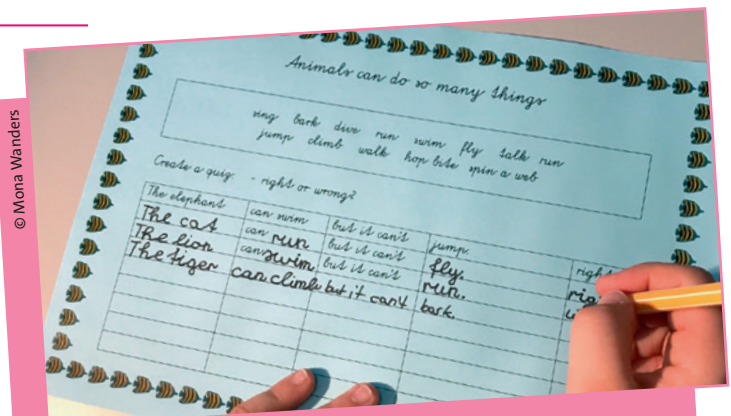 © Mona Wanders
Animals can do so many things
sing bark dive run swim fly talk run
jump climb walk hop bite spin a web
Create a quiz: - right or wrong?
The elephant can swim but it can't jump. right
The cat can run but it can't fly.
The lion can swim, but it can't run.
The tiger can climb but it can't bark.